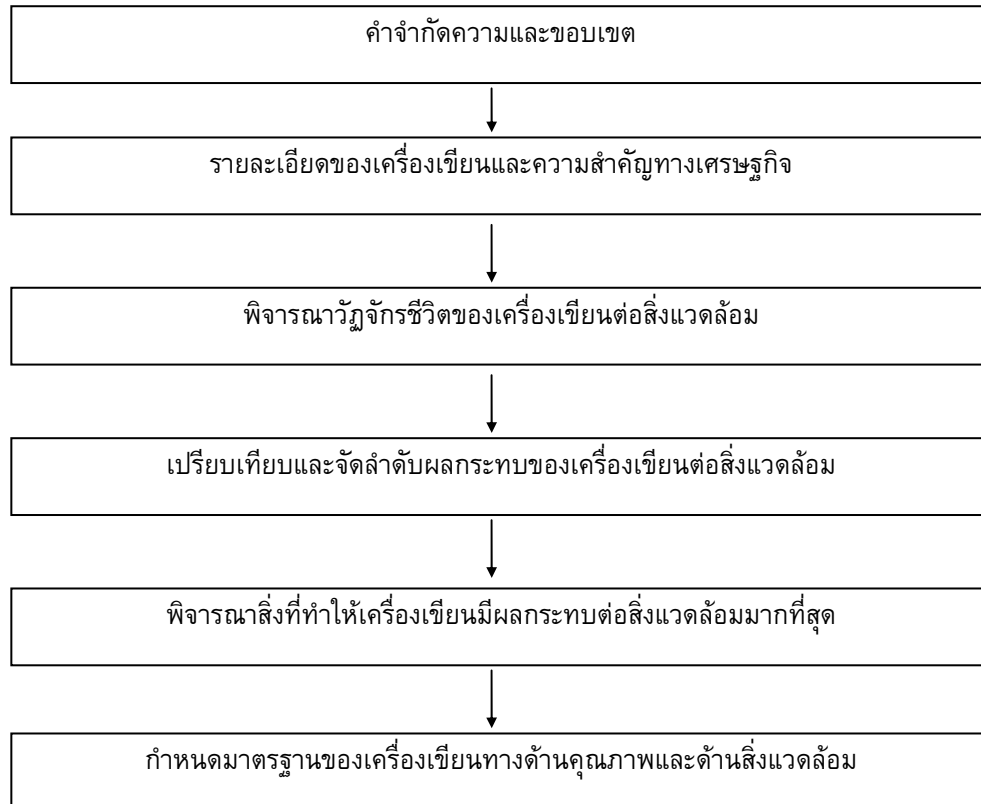 คำจำกัดความและขอบเขต
รายละเอียดของเครื่องเขียนและความสำคัญทางเศรษฐกิจ
พิจารณาวัฏจักรชีวิตของเครื่องเขียนต่อสิ่งแวดล้อม
เปรียบเทียบและจัดลำดับผลกระทบของเครื่องเขียนต่อสิ่งแวดล้อม
พิจารณาสิ่งที่ทำให้เครื่องเขียนมีผลกระทบต่อสิ่งแวดล้อมมากที่สุด
กำหนดมาตรฐานของเครื่องเขียนทางด้านคุณภาพและด้านสิ่งแวดล้อม